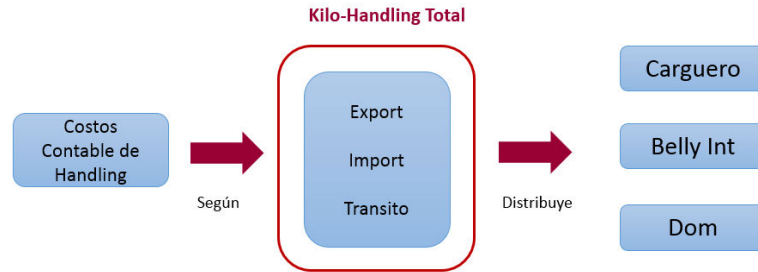 Kilo-Handling Total
Costos
Contable de
Handling
Según
Export
Import
Transito
Distribuye
Carguero
Belly Int
Dom